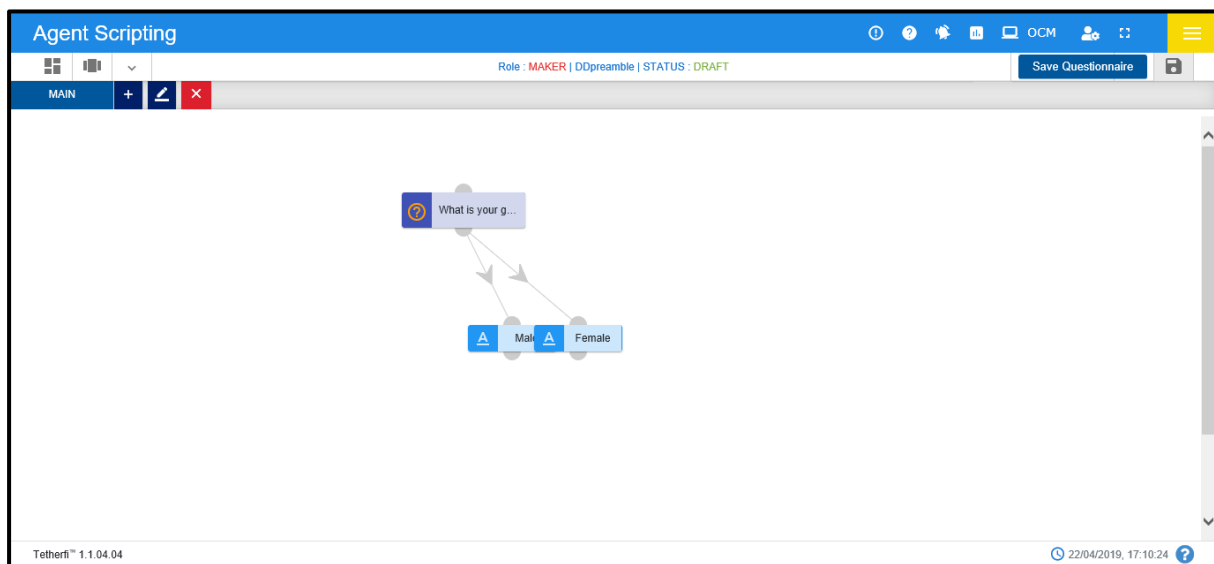 Agent Scripting
OCM
Role : MAKER | DDpreamble | STATUS : DRAFT
Save Questionnaire
MAIN
What is your g...
A A Female
Tetherfi™ 1.1.04.04
22/04/2019, 17:10:24